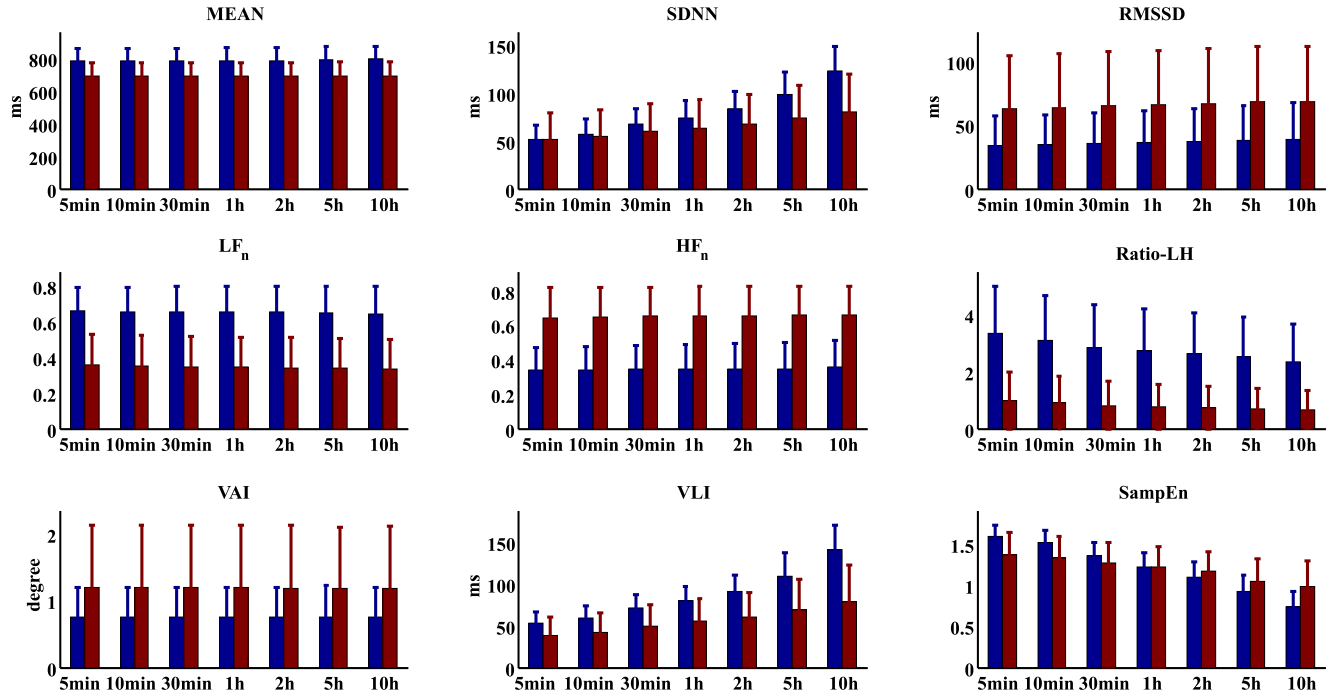 MEAN
ms
800
600
400
200
0
5min 10min 30min 1h 2h 5h 10h
SDNN
ms
150
100
50
0
5min 10min 30min 1h 2h 5h 10h
RMSSD
ms
100
50
0
5min 10min 30min 1h 2h 5h 10h
LFn
0.8
0.6
0.4
0.2
0
5min 10min 30min 1h 2h 5h 10h
HFn
0.8
0.6
0.4
0.2
0
5min 10min 30min 1h 2h 5h 10h
Ratio-LH
4
2
0
5min 10min 30min 1h 2h 5h 10h
VAI
degree
2
1
0
5min 10min 30min 1h 2h 5h 10h
VLI
ms
150
100
50
0
5min 10min 30min 1h 2h 5h 10h
SampEn
1.5
1
0.5
0
5min 10min 30min 1h 2h 5h 10h